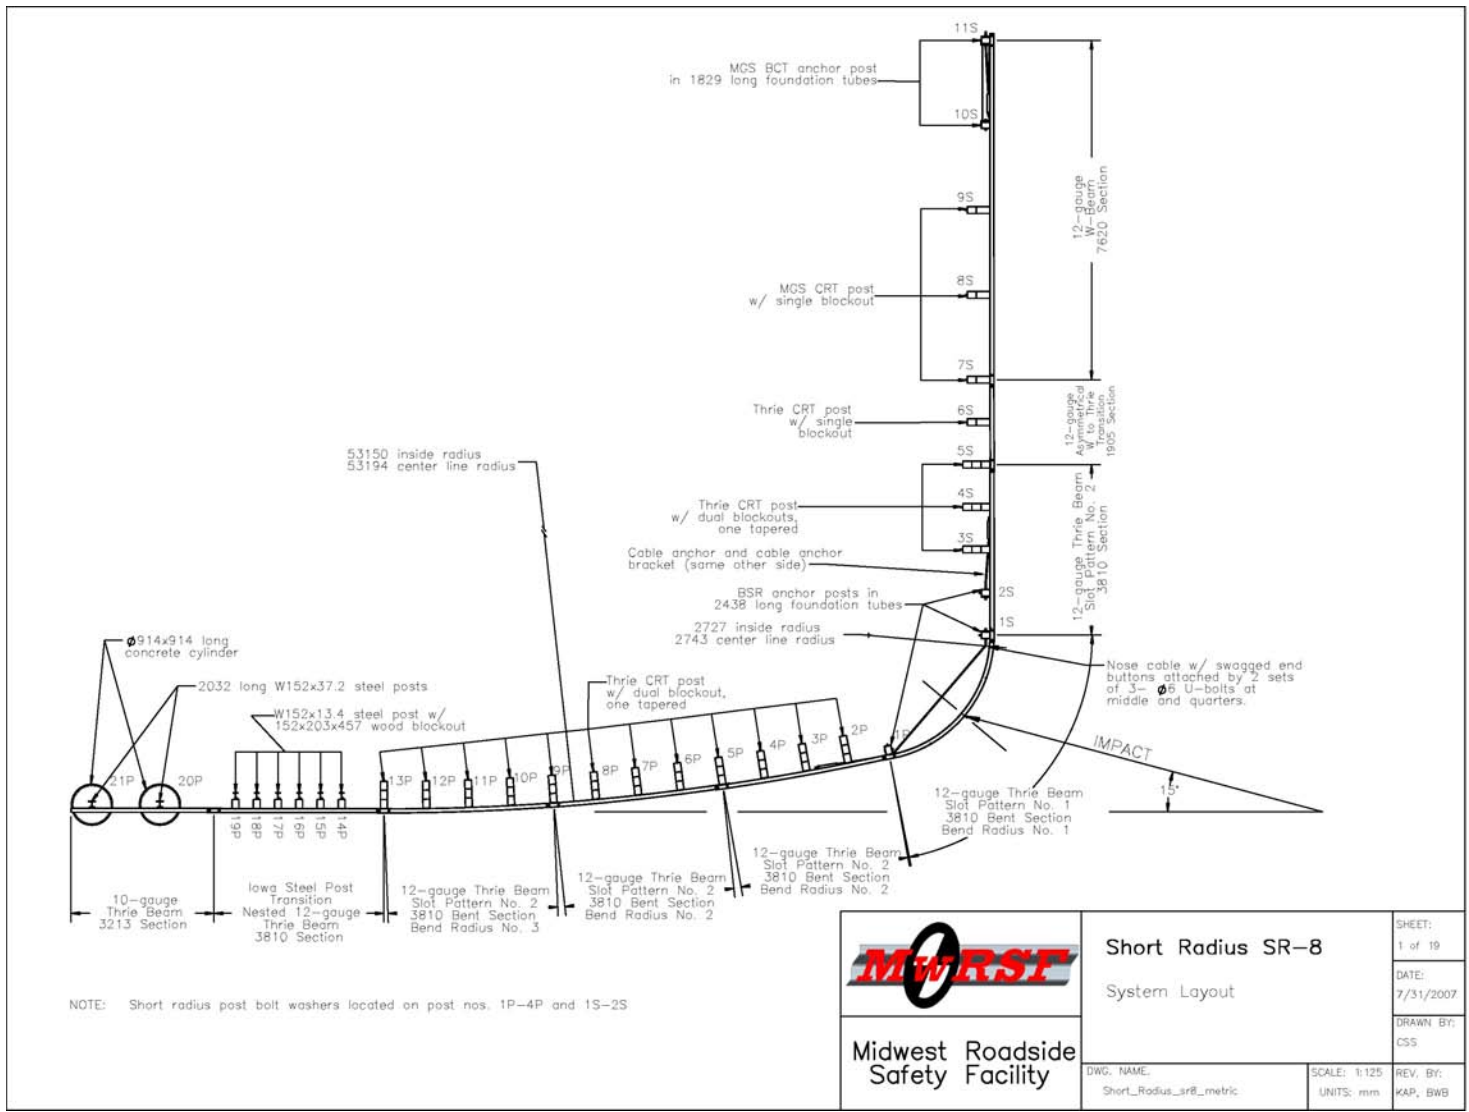 11S
MGS BCT anchor post
in 1829 long foundation tubes
10S
12-gauge
W-Beam
7620 Section
9S
8S
MGS CRT post
w/ single blockout
7S
12-gauge
Asymmetrical
W to Thrie
Transition
1905 Section
Thrie CRT post
w/ single
blockout
6S
5S
53150 inside radius
53194 center line radius
4S
Thrie CRT post
w/ dual blockouts,
one tapered
12-gauge Thrie Beam
Slot Pattern No. 2
3810 Section
3S
Cable anchor and cable anchor
bracket (same other side)
BSR anchor posts in
2438 long foundation tubes
2S
1S
2727 inside radius
2743 center line radius
ø914x914 long
concrete cylinder
Nose cable w/ swagged end
buttons attached by 2 sets
of 3- ø6 U-bolts at
middle and quarters.
2032 long W152x37.2 steel posts
Thrie CRT post
w/ dual blockout,
one tapered
W152x13.4 steel post w/
152x203x457 wood blockout
IMPACT
15°
21P
20P
19P
18P
17P
16P
15P
14P
13P
12P
11P
10P
9P
8P
7P
6P
5P
4P
3P
2P
1P
12-gauge Thrie Beam
Slot Pattern No. 1
3810 Bent Section
Bend Radius No. 1
12-gauge Thrie Beam
Slot Pattern No. 2
3810 Bent Section
Bend Radius No. 2
12-gauge Thrie Beam
Slot Pattern No. 2
3810 Bent Section
Bend Radius No. 2
12-gauge Thrie Beam
Slot Pattern No. 2
3810 Bent Section
Bend Radius No. 3
Iowa Steel Post
Transition
Nested 12-gauge
Thrie Beam
3810 Section
10-gauge
Thrie Beam
3213 Section
NOTE: Short radius post bolt washers located on post nos. 1P-4P and 1S-2S
MwRSF
Midwest Roadside
Safety Facility
Short Radius SR-8
System Layout
SHEET:
1 of 19
DATE:
7/31/2007
DRAWN BY:
CSS
DWG. NAME.
Short_Radius_sr8_metric
SCALE: 1:125
UNITS: mm
REV. BY:
KAP, BWB